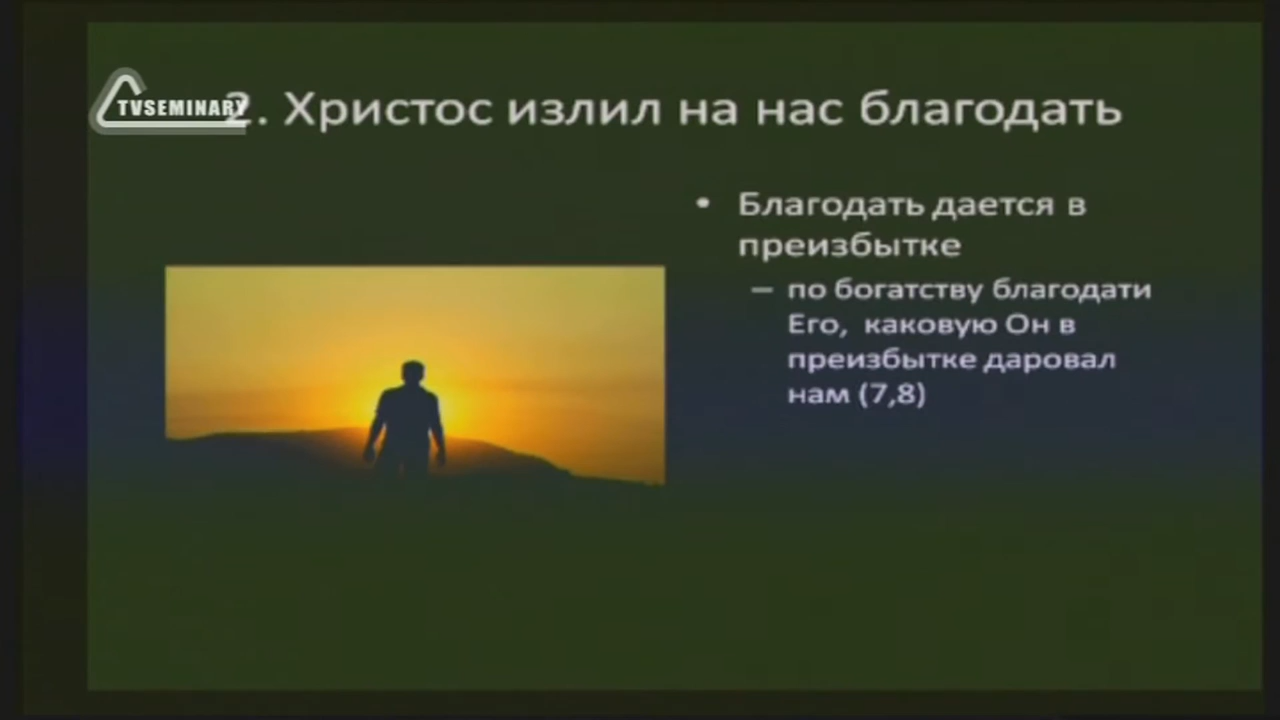 TVSEMINARY
2. Христос излил на нас благодать
• Благодать дается в
преизбытке
– по богатству благодати
Его, каковую Он в
преизбытке даровал
нам (7,8)